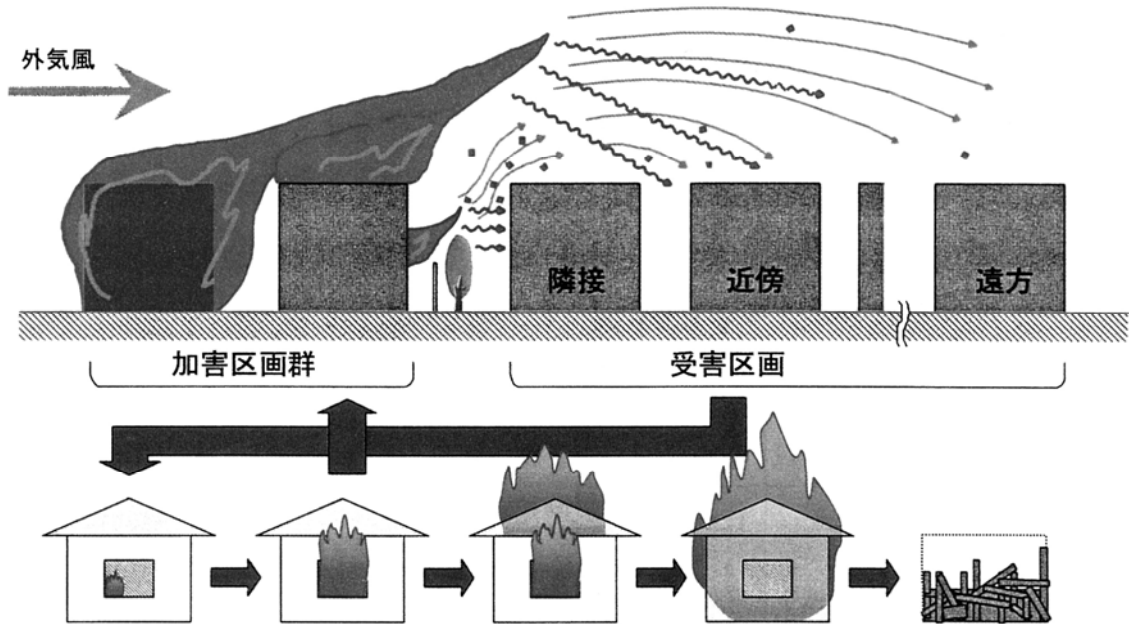 外気風
隣接
近傍
遠方
加害区画群
受害区画